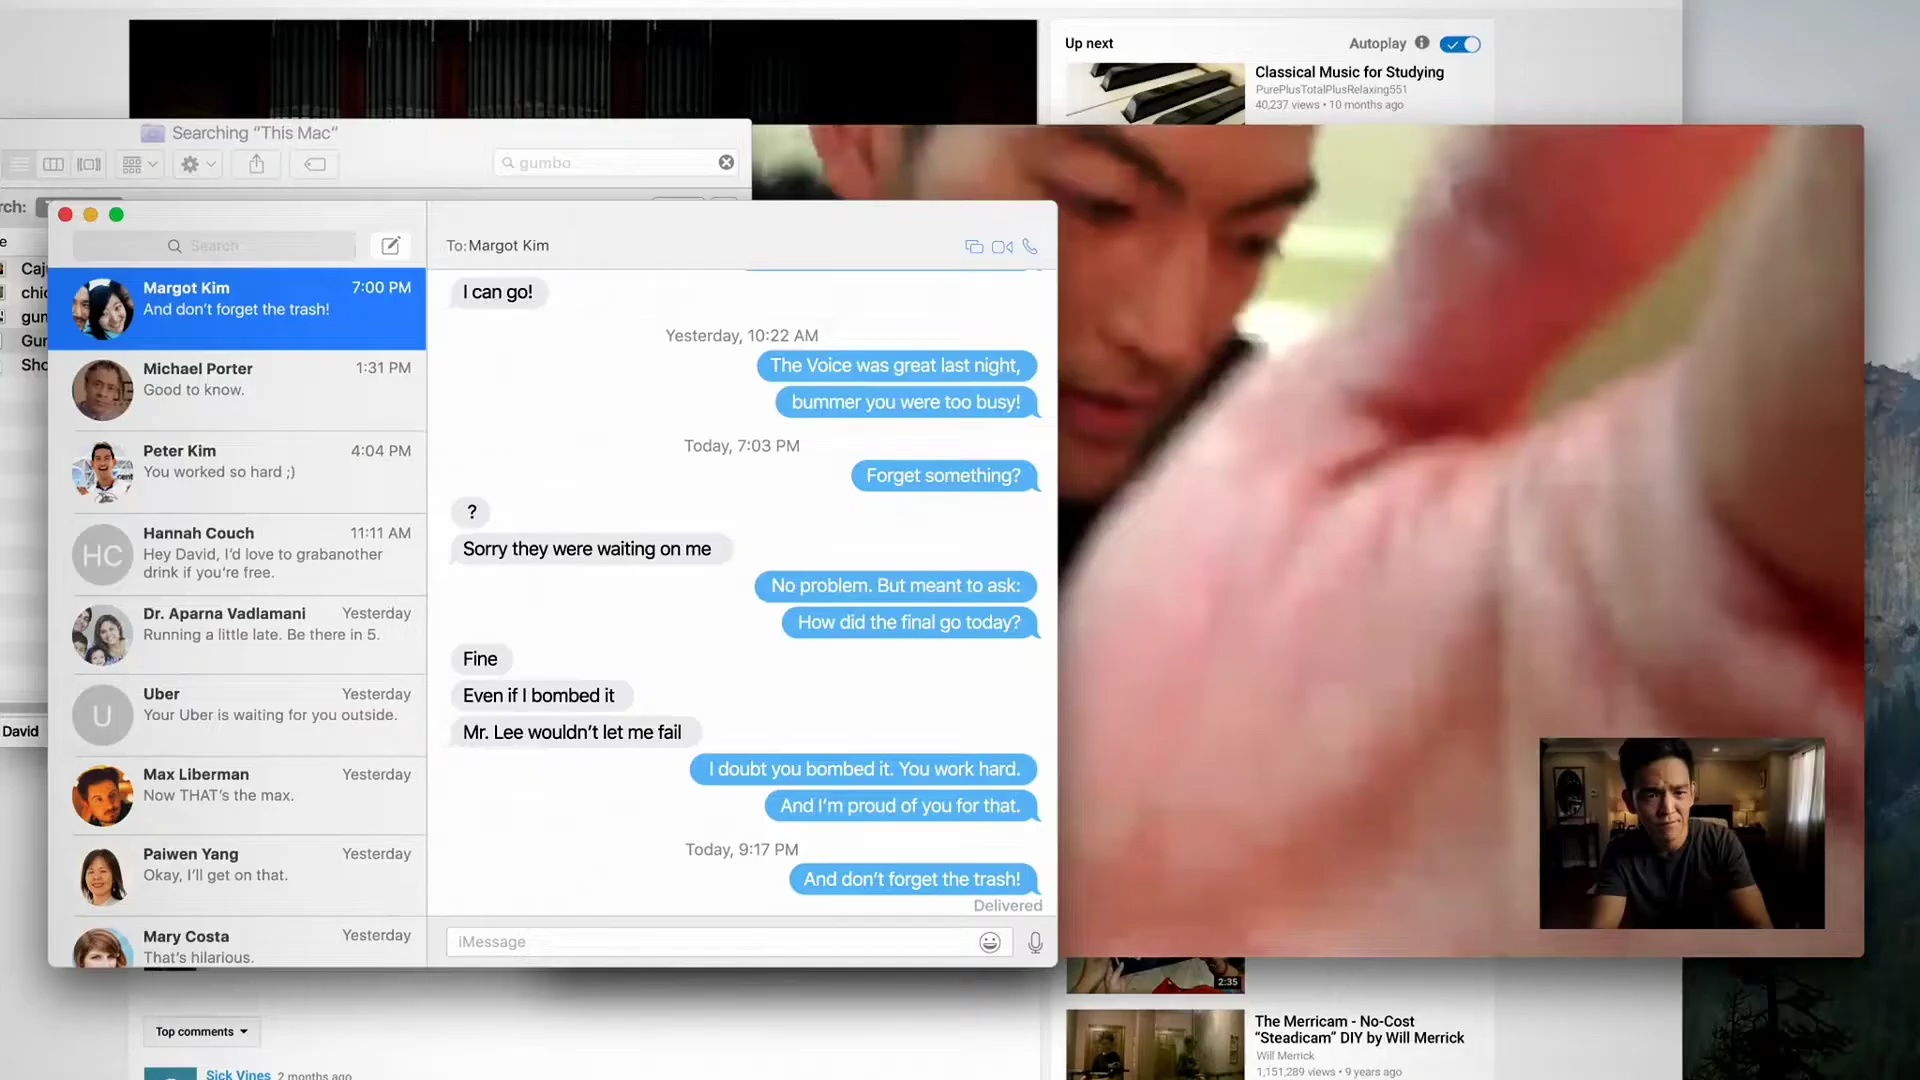 Up next
Autoplay
Classical Music for Studying
PurePlusTotalPlusRelaxing551
40,237 views • 10 months ago
Searching “This Mac”
gumbo
rch:
e
Caj
chic
gum
Gur
Sho
David
Search
Margot Kim 7:00 PM
And don’t forget the trash!
Michael Porter 1:31 PM
Good to know.
Peter Kim 4:04 PM
You worked so hard ;)
HC
Hannah Couch 11:11 AM
Hey David, I’d love to grabanother
drink if you’re free.
Dr. Aparna Vadlamani Yesterday
Running a little late. Be there in 5.
U
Uber Yesterday
Your Uber is waiting for you outside.
Max Liberman Yesterday
Now THAT’s the max.
Paiwen Yang Yesterday
Okay, I’ll get on that.
Mary Costa Yesterday
That’s hilarious.
To: Margot Kim
I can go!
Yesterday, 10:22 AM
The Voice was great last night,
bummer you were too busy!
Today, 7:03 PM
Forget something?
?
Sorry they were waiting on me
No problem. But meant to ask:
How did the final go today?
Fine
Even if I bombed it
Mr. Lee wouldn’t let me fail
I doubt you bombed it. You work hard.
And I’m proud of you for that.
Today, 9:17 PM
And don’t forget the trash!
Delivered
iMessage
2:35
The Merricam - No-Cost
“Steadicam” DIY by Will Merrick
Will Merrick
1,151,289 views • 9 years ago
Top comments
Sick Vines 2 months ago